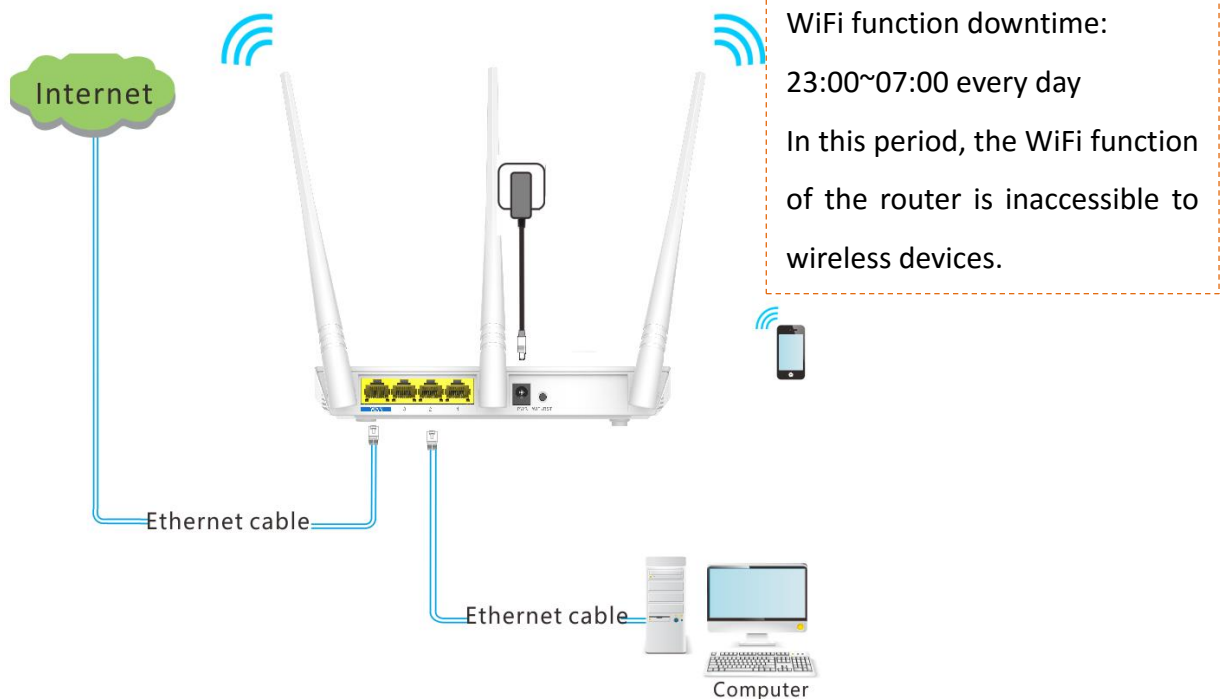 WiFi function downtime:
23:00~07:00 every day
In this period, the WiFi function
of the router is inaccessible to
wireless devices.
Internet
Ethernet cable
Ethernet cable
Computer